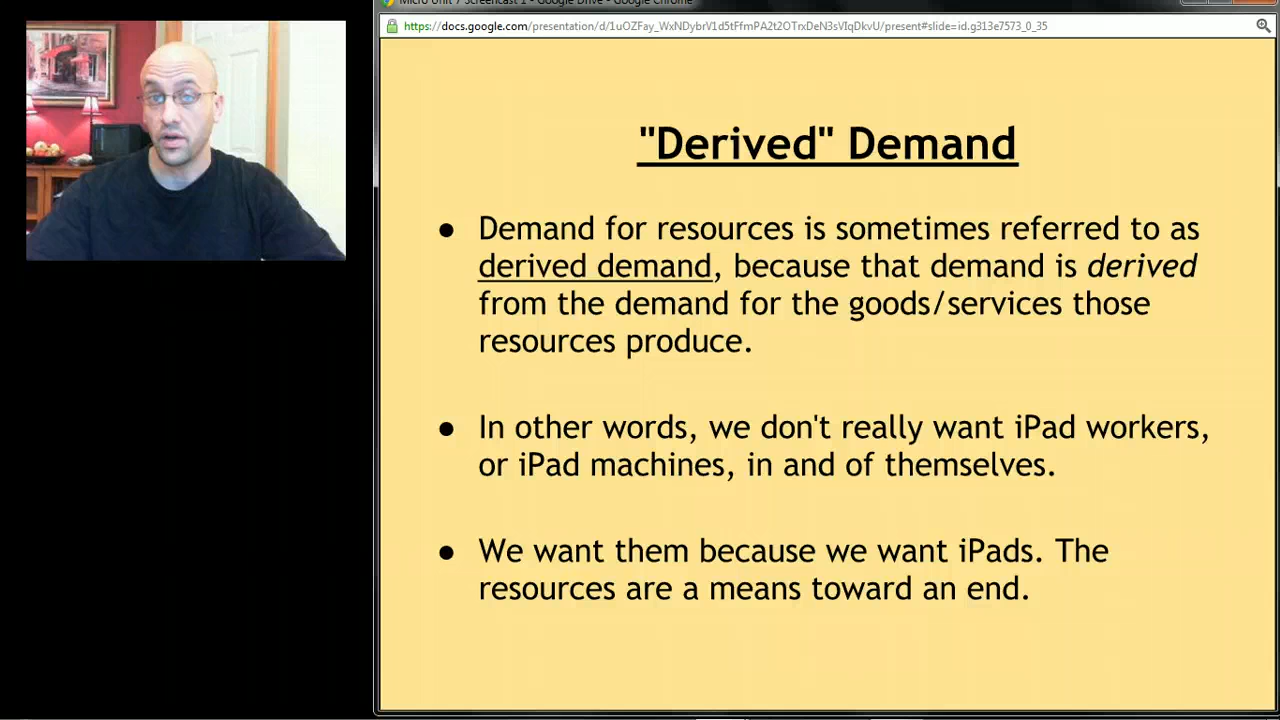 Micro Unit 7 Screencast 1 - Google Drive - Google Chrome
https://docs.google.com/presentation/d/1uOZFay_WxNDybrV1d5tFfmPA2t2OTrxDeN3sVIqDkvU/present#slide=id.g313e7573_0_35
"Derived" Demand
● Demand for resources is sometimes referred to as
derived demand, because that demand is derived
from the demand for the goods/services those
resources produce.
● In other words, we don't really want iPad workers,
or iPad machines, in and of themselves.
● We want them because we want iPads. The
resources are a means toward an end.